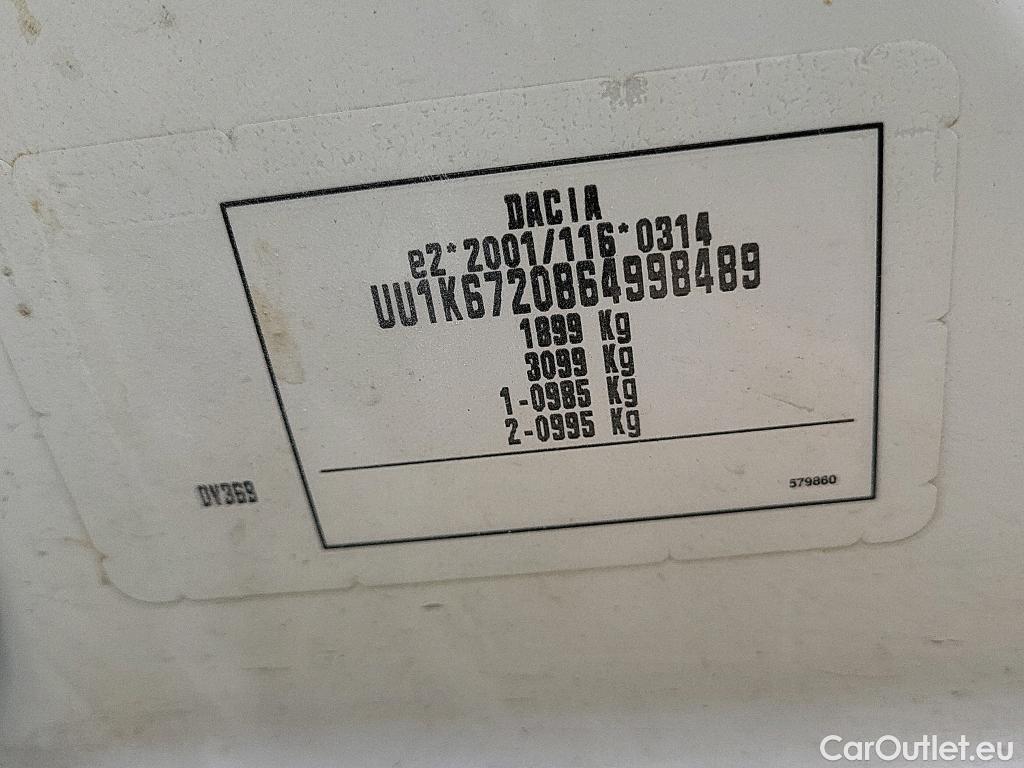 DACIA
e2*2001/116*0314
UU1K6720864998489
1899 Kg
3099 Kg
1-0985 Kg
2-0995 Kg
579860
DV369
CarOutlet.eu